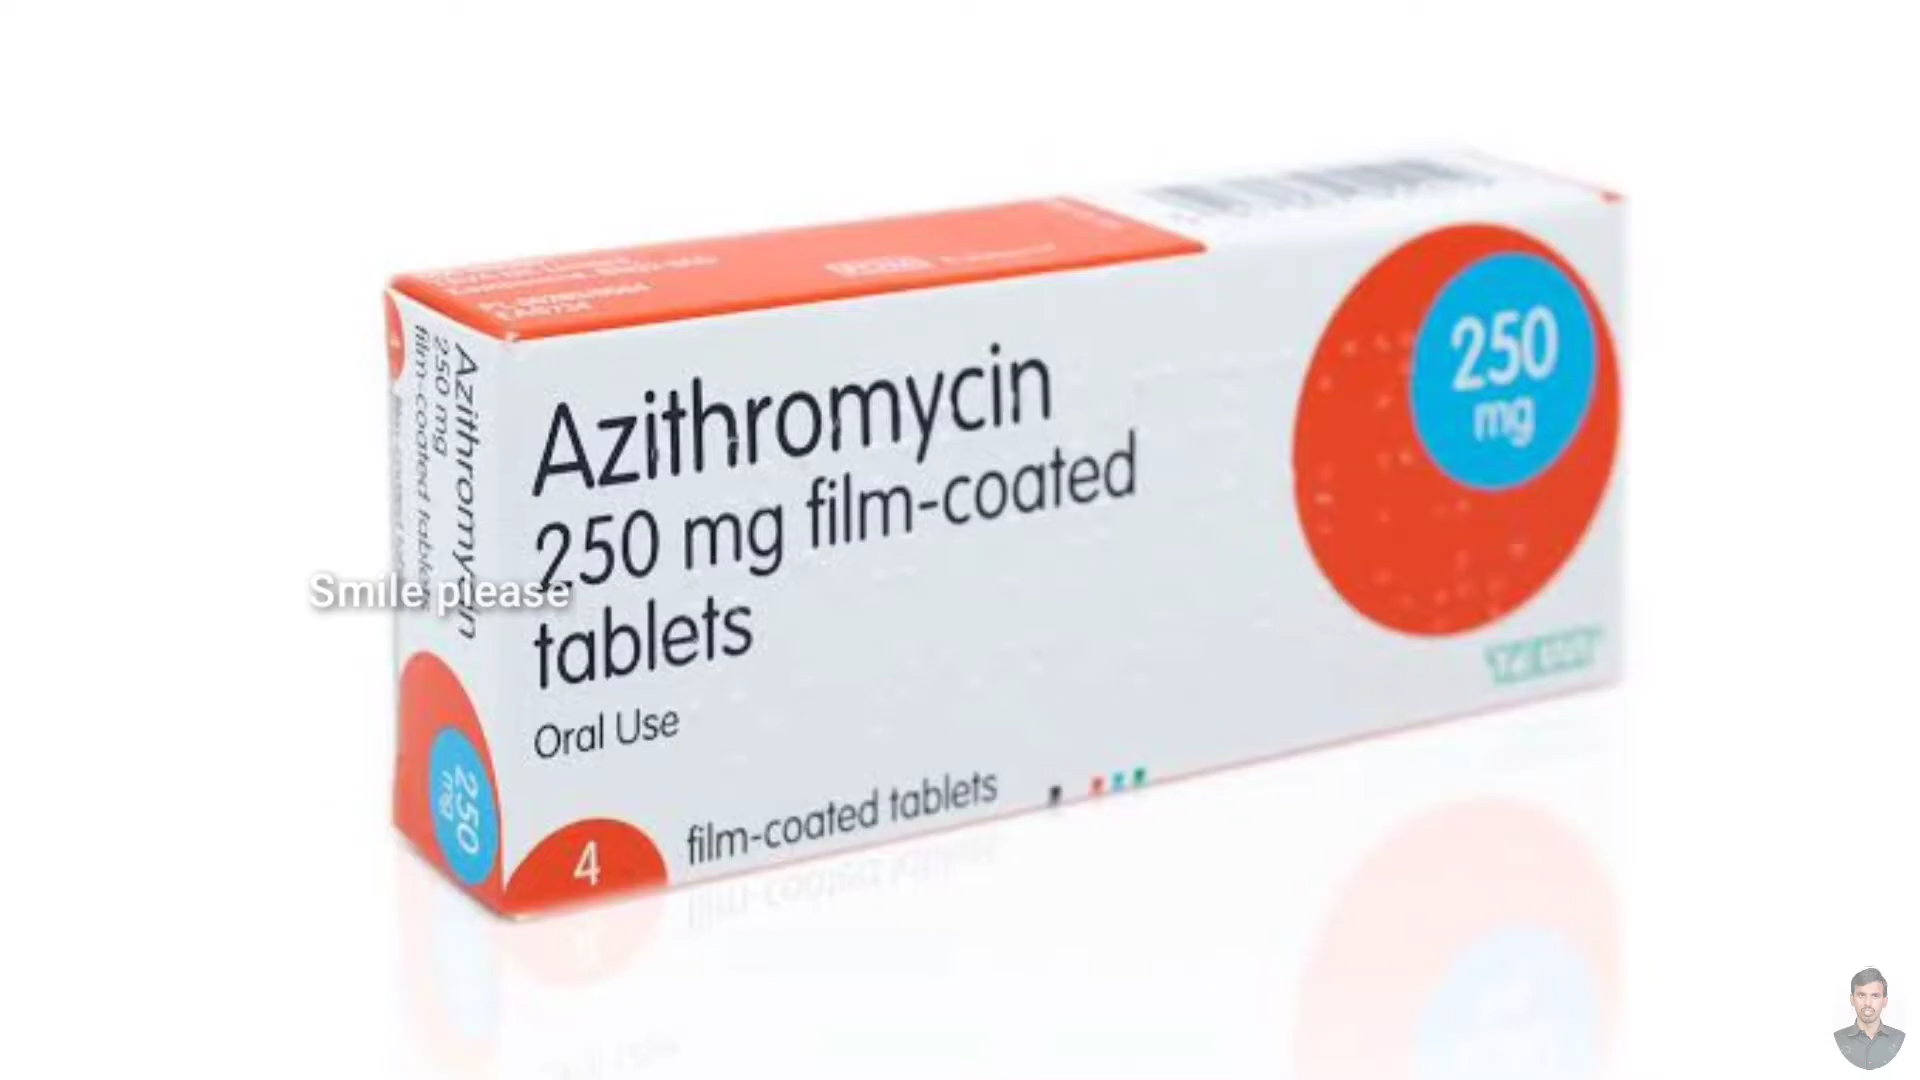 Azithromycin
250 mg film-coated
tablets
Oral Use
4 film-coated tablets
250
mg
Azithromycin
250 mg
film-coated tablets
250
mg
Smile please